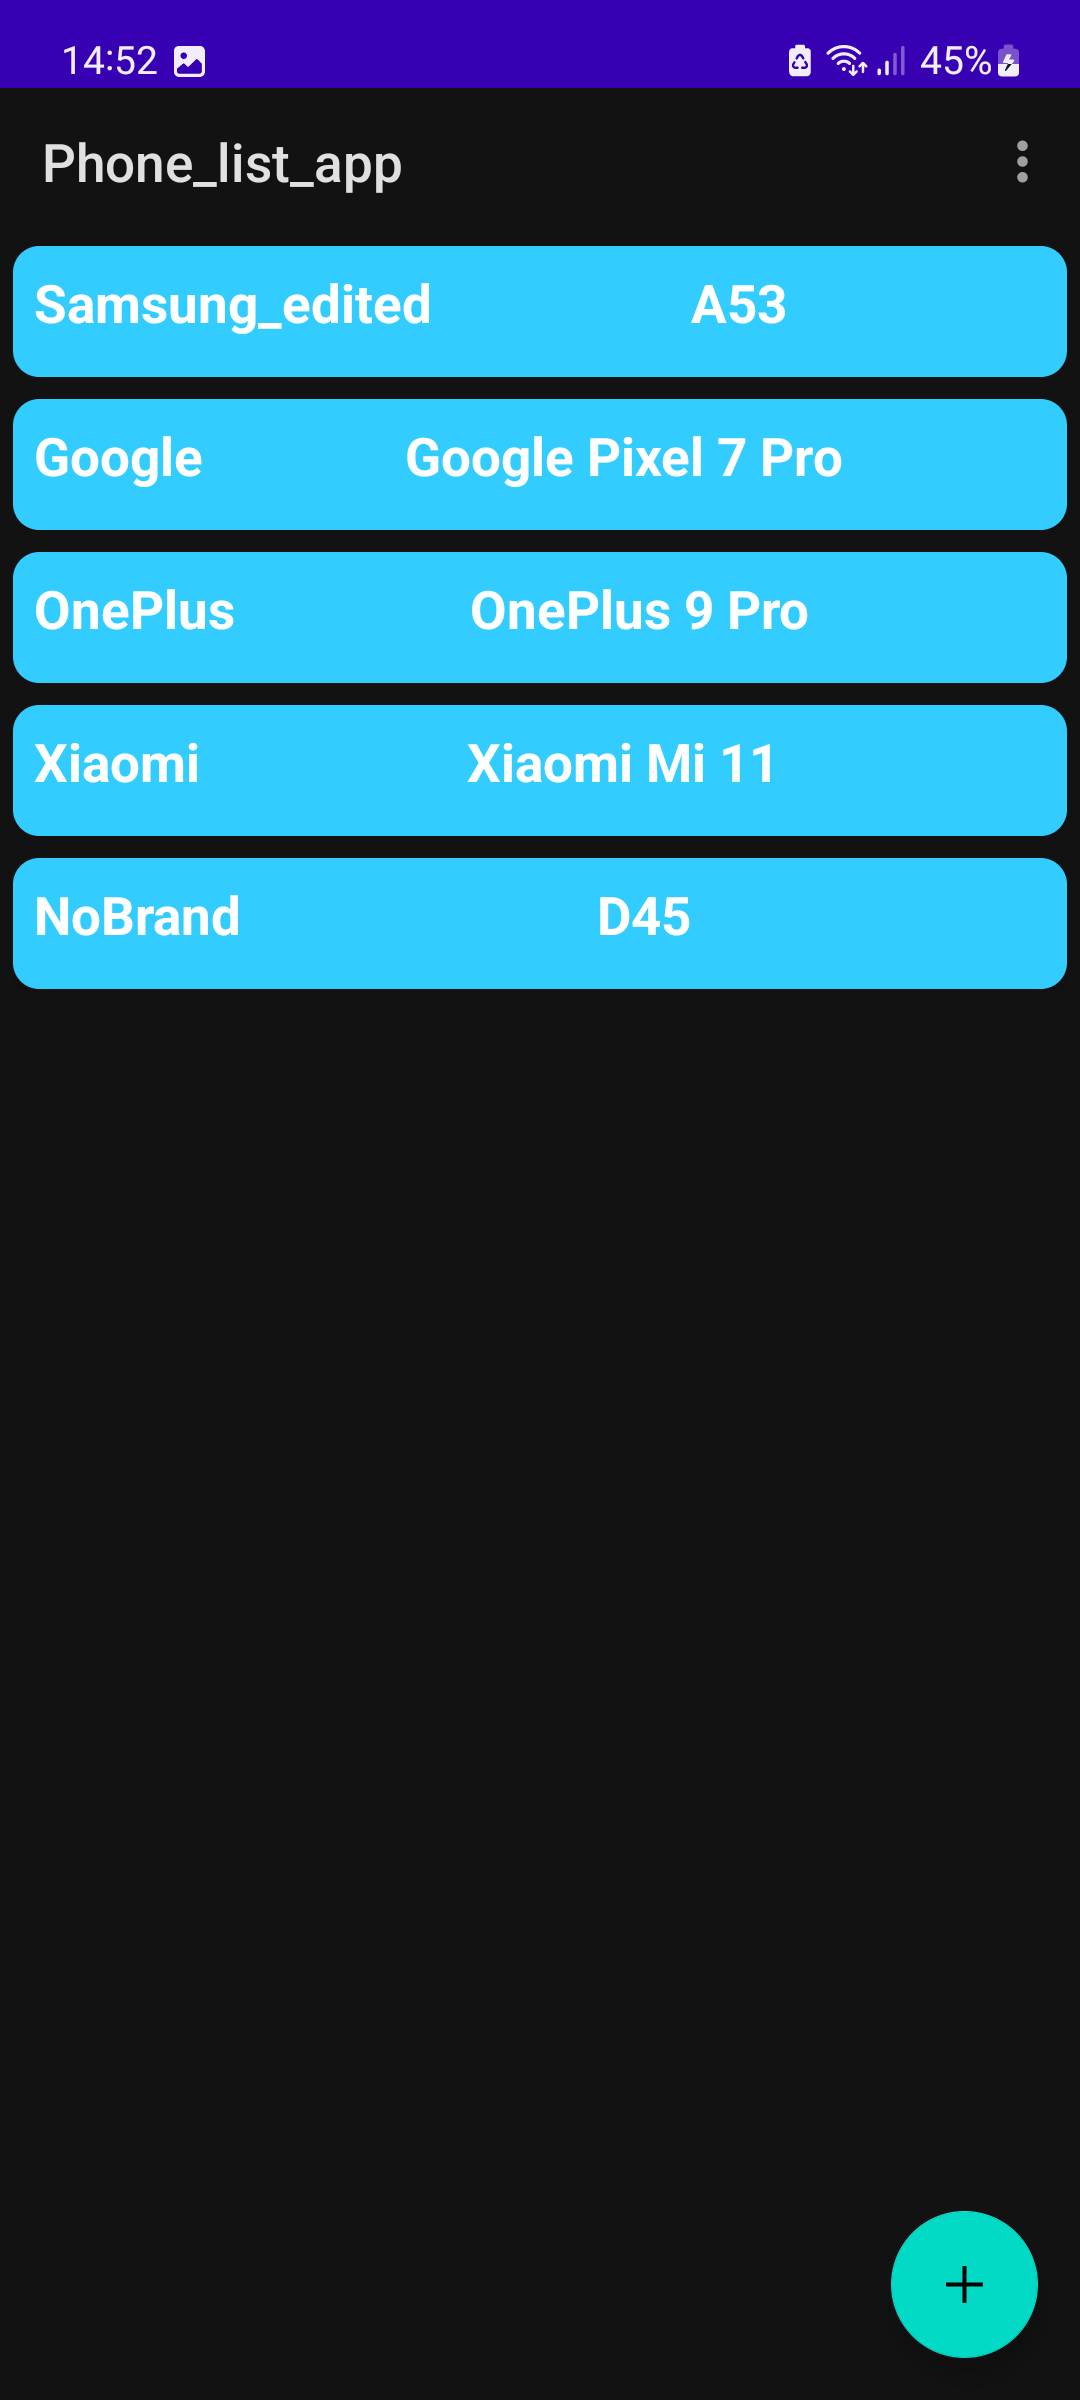 14:52 45%
Phone_list_app
Samsung_edited A53
Google Google Pixel 7 Pro
OnePlus OnePlus 9 Pro
Xiaomi Xiaomi Mi 11
NoBrand D45